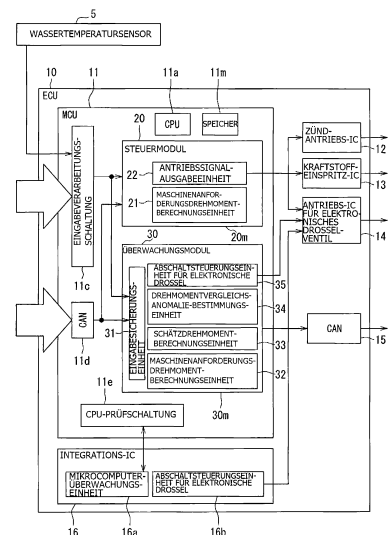 5
WASSERTEMPERATURSENSOR
10
11
11a
11m
ECU
MCU
CPU
SPEICHER
20
STEUERMODUL
22
ANTRIEBSSIGNAL-
AUSGABEEINHEIT
21
MASCHINENANFOR-
DERUNGSDREHMOMENT-
BERECHNUNGSEINHEIT
20m
EINGABEVERARBEITUNGS-
SCHALTUNG
11c
ZÜND-
ANTRIEBS-IC
12
KRAFTSTOFF-
EINSPRITZ-IC
13
ANTRIEBS-IC
FÜR ELEKTRO-
NISCHES
DROSSEL-
VENTIL
14
30
ÜBERWACHUNGSMODUL
ABSCHALTSTEUERUNGSEIN-
HEIT FÜR ELEKTRONISCHE
DROSSEL
35
DREHMOMENTVERGLEICHS-
ANOMALIE-BESTIMMUNGS-
EINHEIT
34
SCHÄTZDREHMOMENT-
BERECHNUNGSEINHEIT
33
MASCHINENANFORDERUNGS-
DREHMOMENT-
BERECHNUNGSEINHEIT
32
30m
EINGABESICHERUNGS-
EINHEIT
31
CAN
11d
CAN
15
11e
CPU-PRÜFSCHALTUNG
INTEGRATIONS-IC
MIKROCOMPUTER-
ÜBERWACHUNGS-
EINHEIT
ABSCHALTSTEUERUNGSEIN-
HEIT FÜR ELEKTRONISCHE
DROSSEL
16
16a
16b